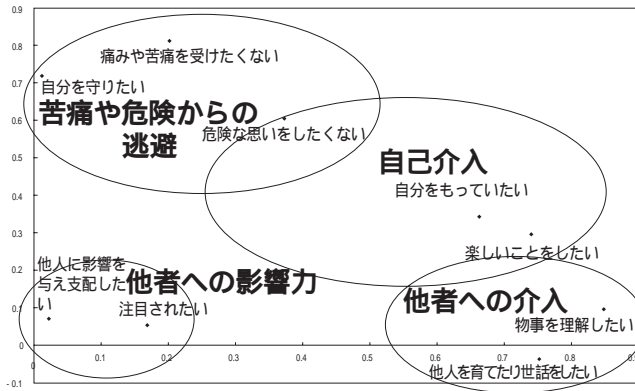 0.9
0.8
痛みや苦痛を受けたくない
0.7
自分を守りたい
苦痛や危険からの
逃避
0.6
危険な思いをしたくない
0.5
自己介入
自分をもっていたい
0.4
0.3
楽しいことをしたい
0.2
他人に影響を
与え支配した
い
他者への影響力
注目されたい
0.1
他者への介入
物事を理解したい
0
0 0.1 0.2 0.3 0.4 0.5 0.6 0.7 0.8 0.9
他人を育てたり世話をしたい
-0.1